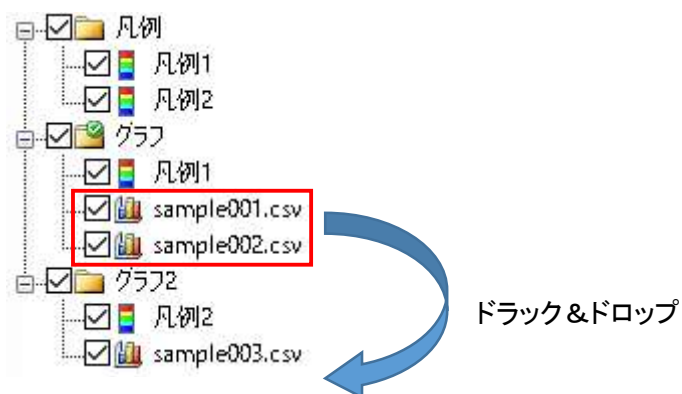 凡例
凡例1
凡例2
グラフ
凡例1
sample001.csv
sample002.csv
グラフ2
凡例2
sample003.csv
ドラック＆ドロップ